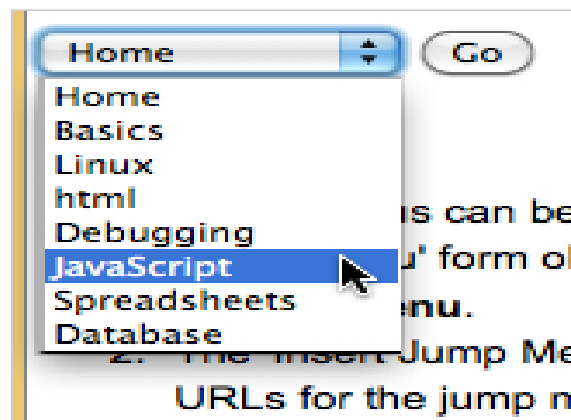 Home Go
Home
Basics
Linux
html
Debugging
JavaScript
Spreadsheets
Database
is can be
u' form o
enu.
2. The 'Insert Jump Me
URLs for the jump m